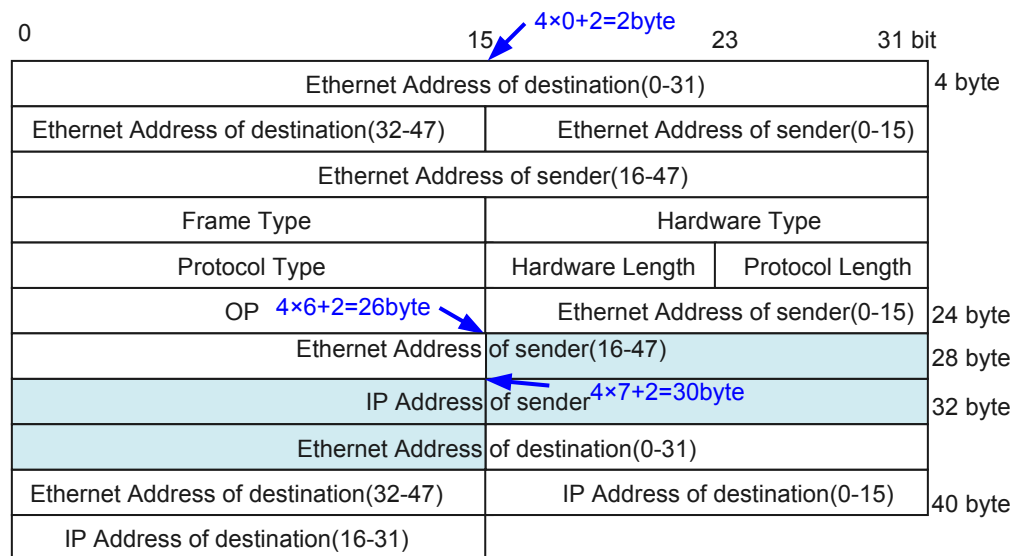 4×0+2=2byte
0 15 23 31 bit
Ethernet Address of destination(0-31) 4 byte
Ethernet Address of destination(32-47) Ethernet Address of sender(0-15)
Ethernet Address of sender(16-47)
Frame Type Hardware Type
Protocol Type Hardware Length Protocol Length
OP 4×6+2=26byte Ethernet Address of sender(0-15) 24 byte
Ethernet Address of sender(16-47) 28 byte
IP Address of sender 4×7+2=30byte 32 byte
Ethernet Address of destination(0-31)
Ethernet Address of destination(32-47) IP Address of destination(0-15) 40 byte
IP Address of destination(16-31)